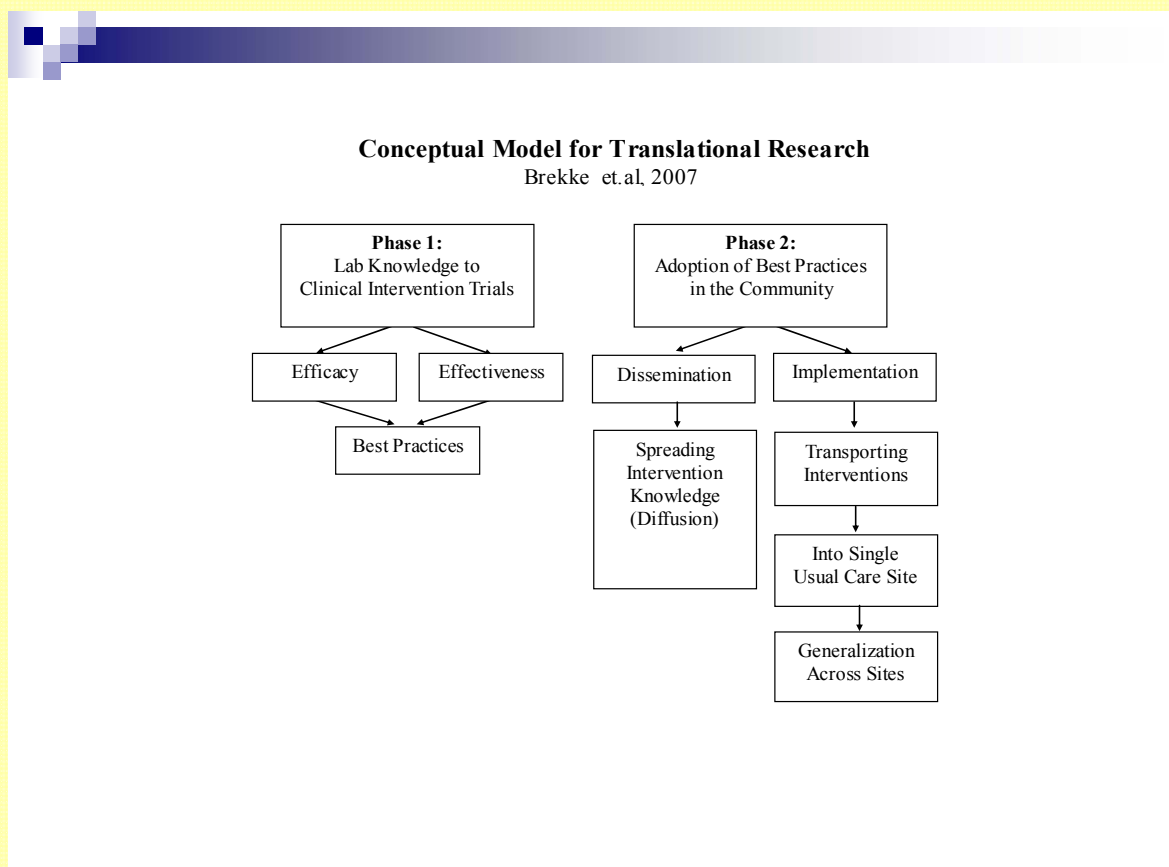 Conceptual Model for Translational Research
Brekke et.al, 2007
Phase 1:
Lab Knowledge to
Clinical Intervention Trials
Efficacy
Effectiveness
Best Practices
Phase 2:
Adoption of Best Practices
in the Community
Dissemination
Spreading
Intervention
Knowledge
(Diffusion)
Implementation
Transporting
Interventions
Into Single
Usual Care Site
Generalization
Across Sites